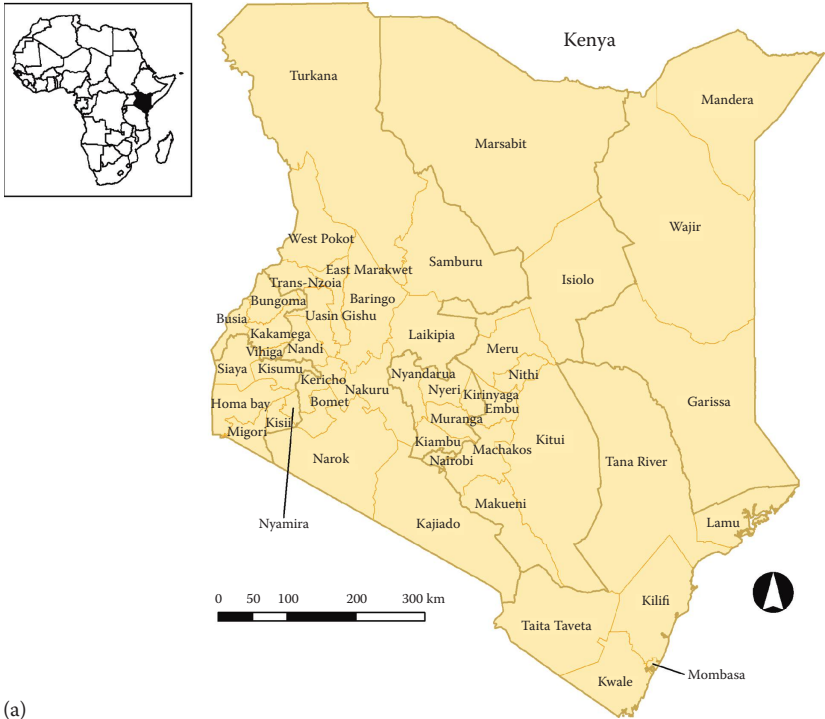 Kenya
Turkana
Mandera
Marsabit
Wajir
West Pokot
Samburu
East Marakwet
Isiolo
Trans-Nzoia
Bungoma
Baringo
Busia
Uasin Gishu
Kakamega
Laikipia
Vihiga
Nandi
Meru
Siaya
Kisumu
Nyandarua
Nithi
Kericho
Nakuru
Nyeri
Kirinyaga
Homa bay
Bomet
Embu
Garissa
Kisii
Muranga
Migori
Kiambu
Kitui
Machakos
Narok
Nairobi
Tana River
Makueni
Nyamira
Kajiado
Lamu
0 50 100 200 300 km
Kilifi
Taita Taveta
Kwale
Mombasa
(a)